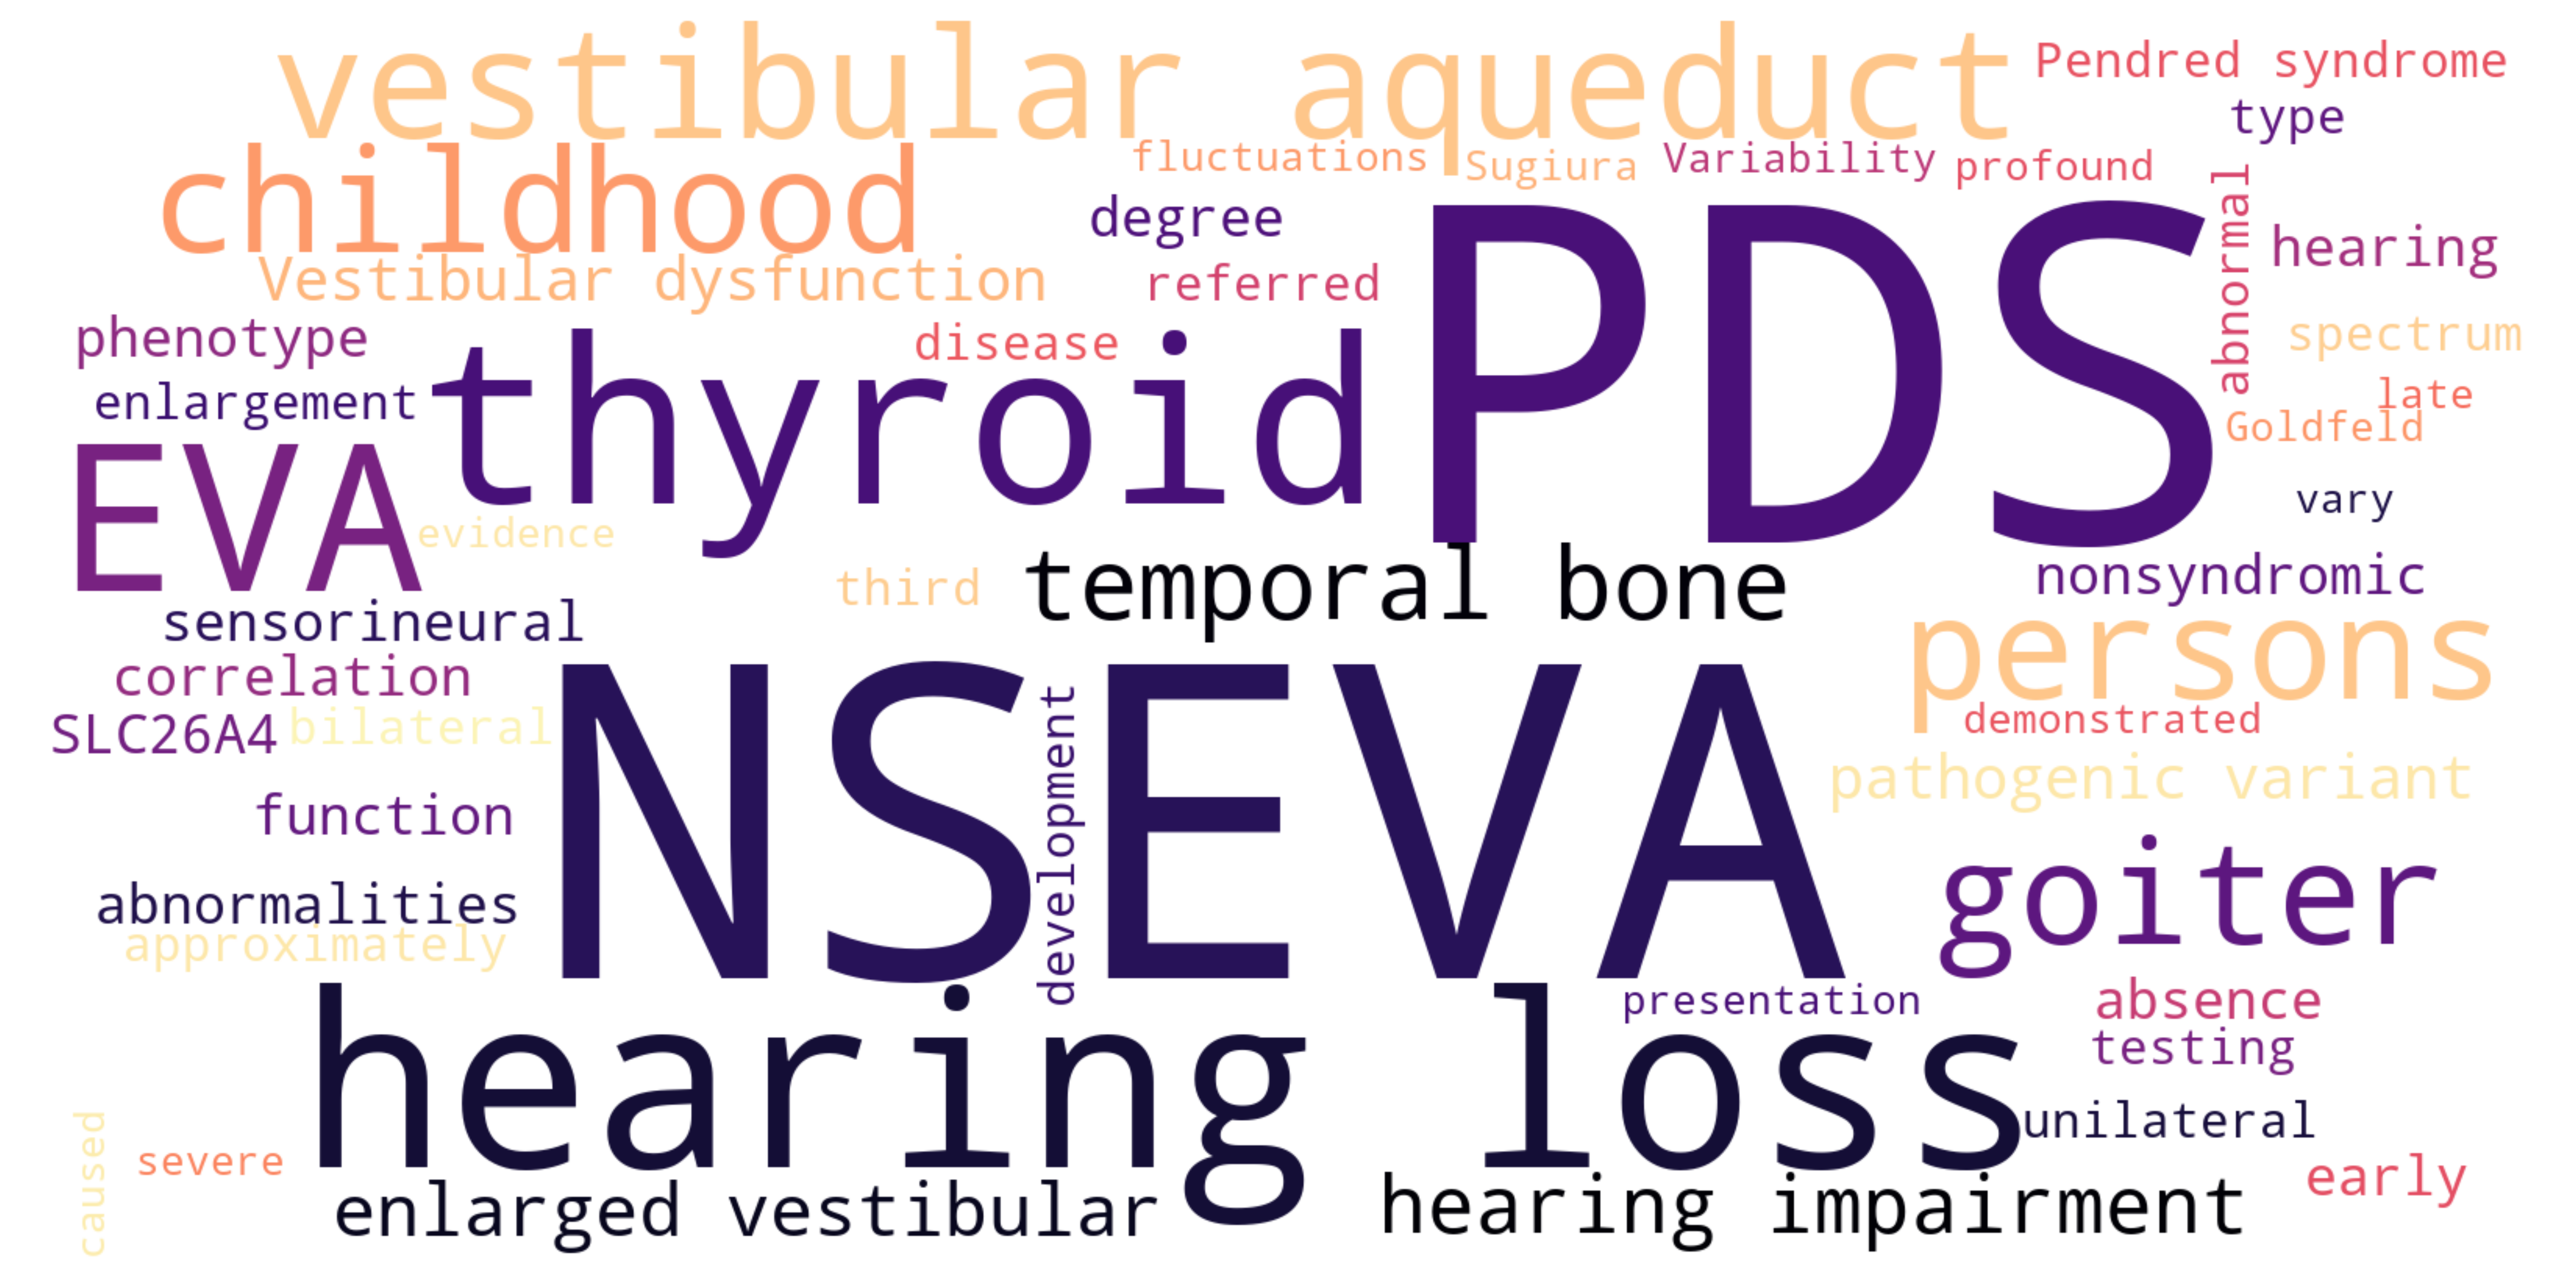 vestibular aqueduct
Pendred syndrome
type
childhood
fluctuations
Sugiura
Variability
profound
abnormal
degree
hearing
Vestibular dysfunction
referred
phenotype
disease
spectrum
thyroid
PDS
enlargement
late
Goldfeld
EVA
evidence
vary
third
temporal bone
nonsyndromic
sensorineural
persons
correlation
SLC26A4
bilateral
NSEVA
development
demonstrated
pathogenic variant
function
goiter
abnormalities
approximately
hearing loss
presentation
absence
testing
unilateral
caused
severe
early
enlarged vestibular
hearing impairment